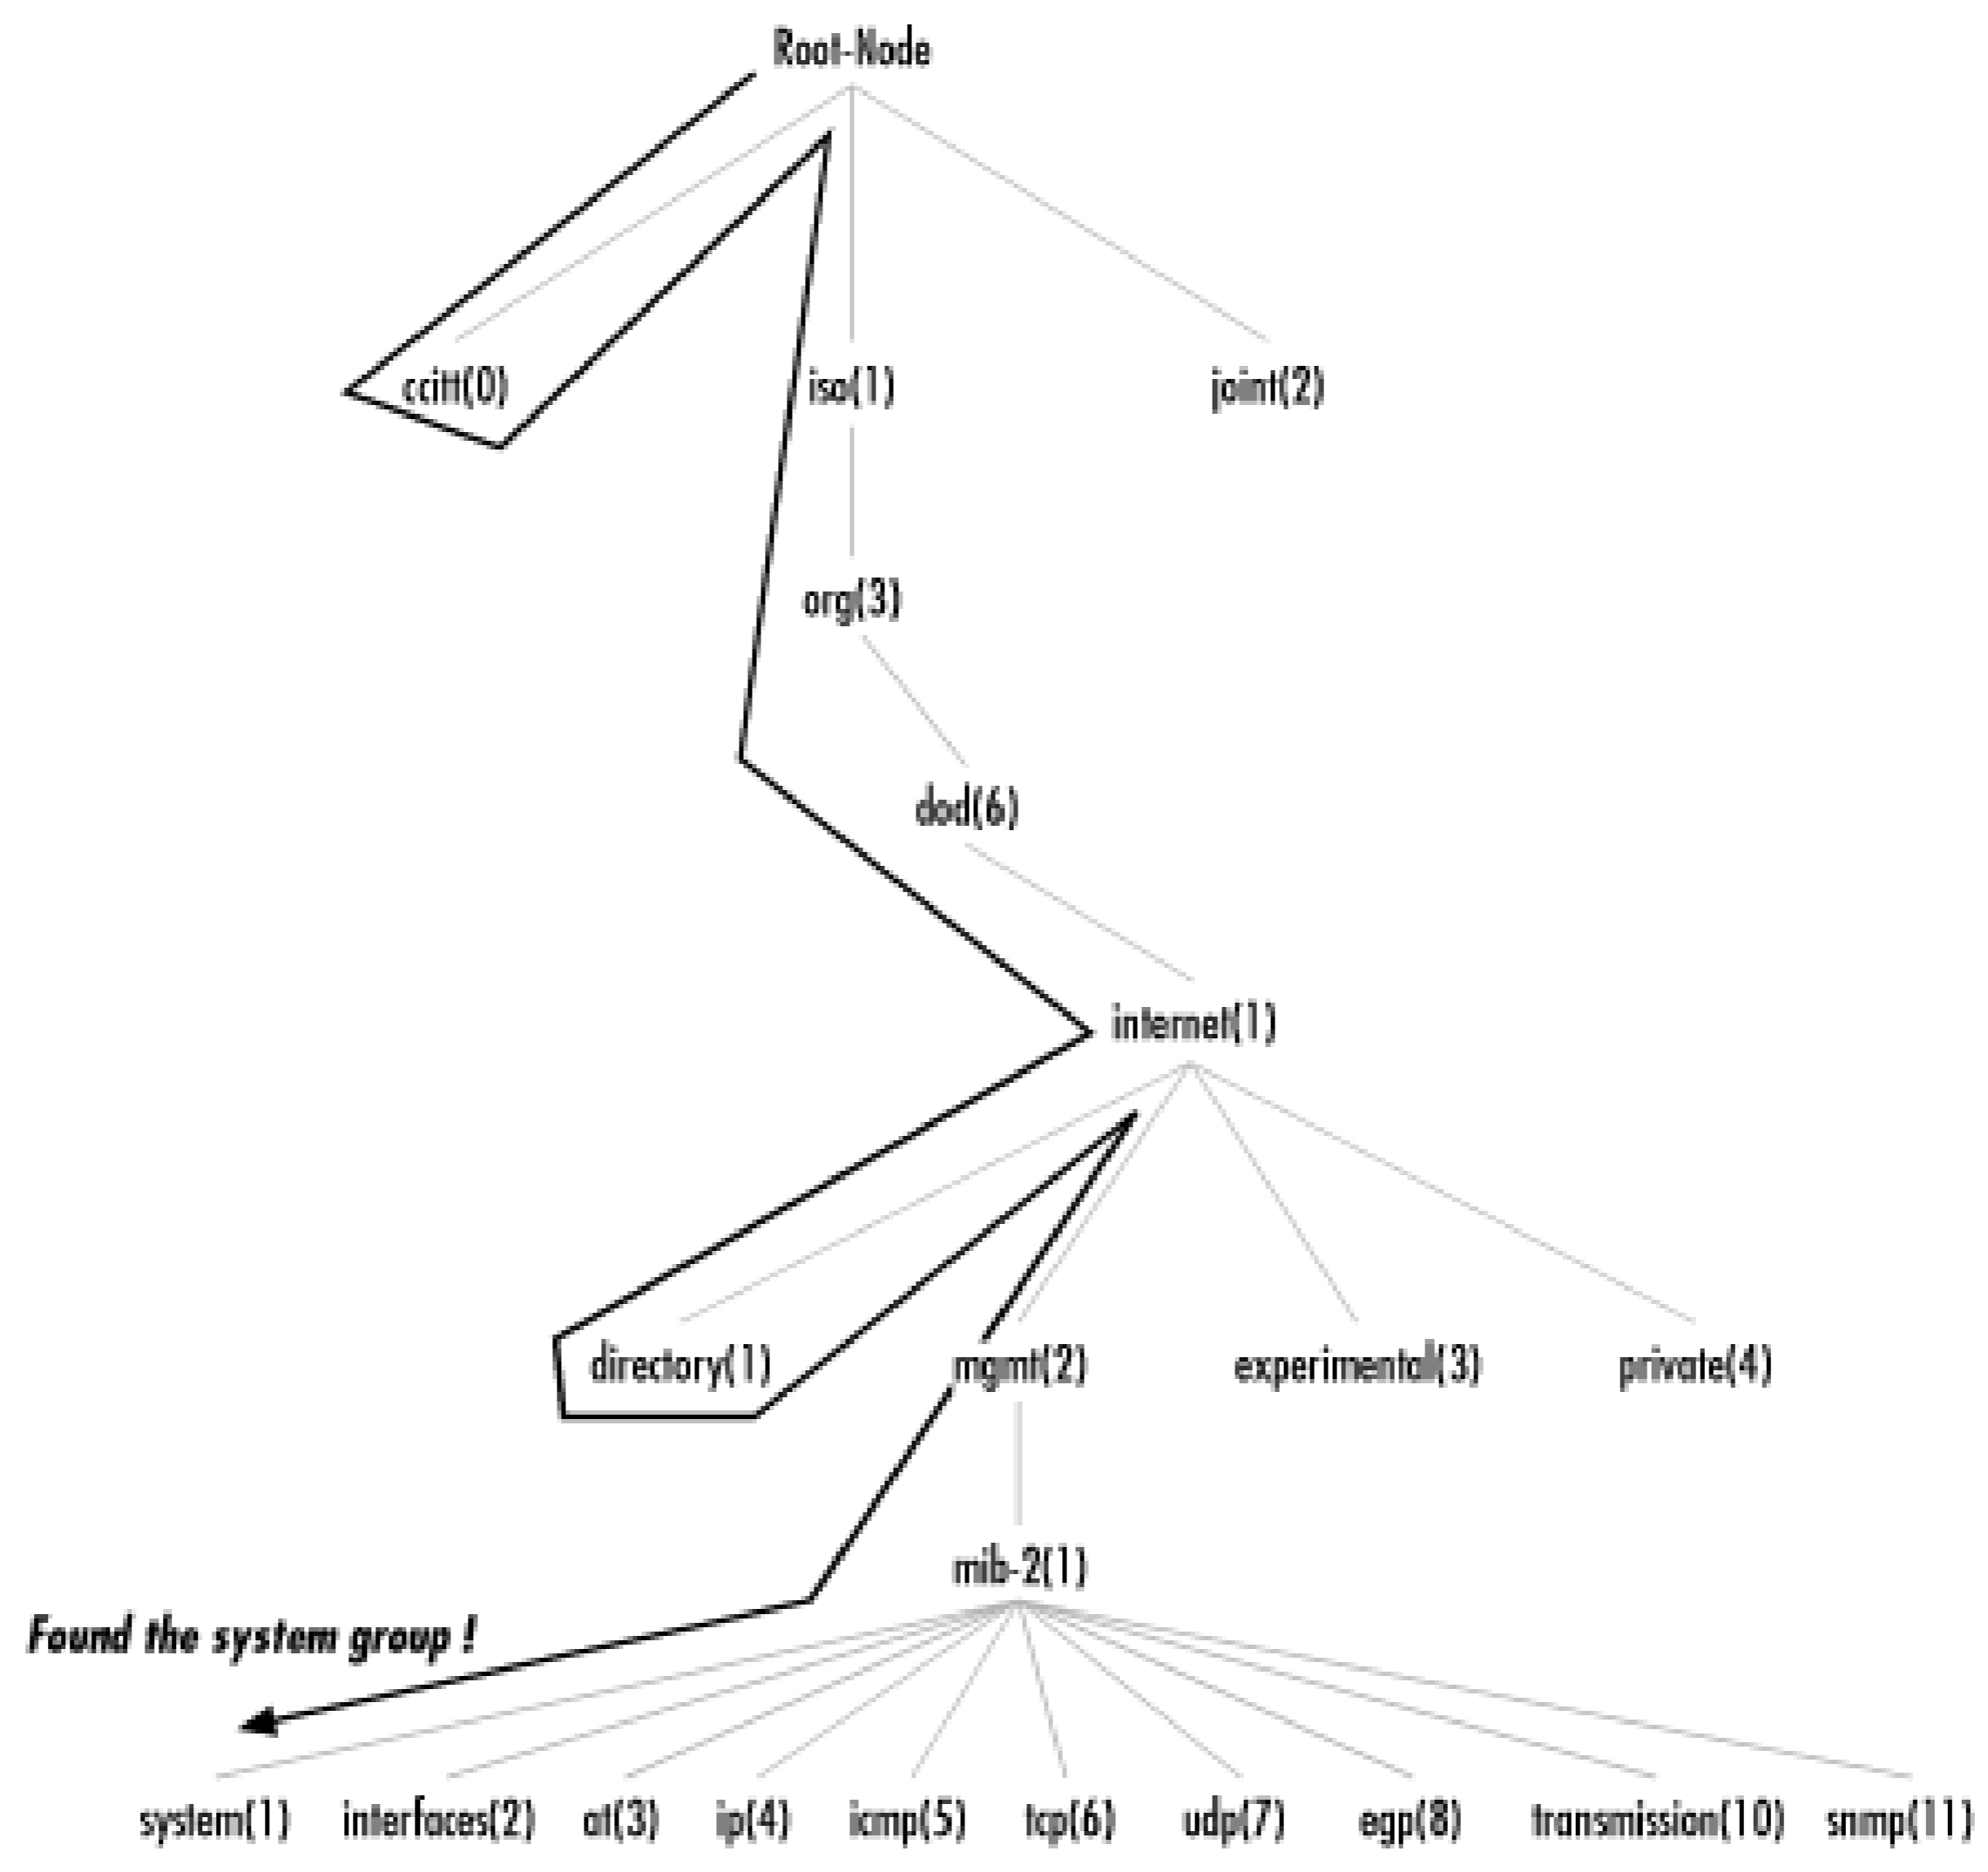 Root-Node
ccitt(0) iso(1) joint(2)
org(3)
dod(6)
internet(1)
directory(1) mgmt(2) experimental(3) private(4)
mib-2(1)
Found the system group !
system(1) interfaces(2) at(3) ip(4) icmp(5) tcp(6) udp(7) egp(8) transmission(10) snmp(11)